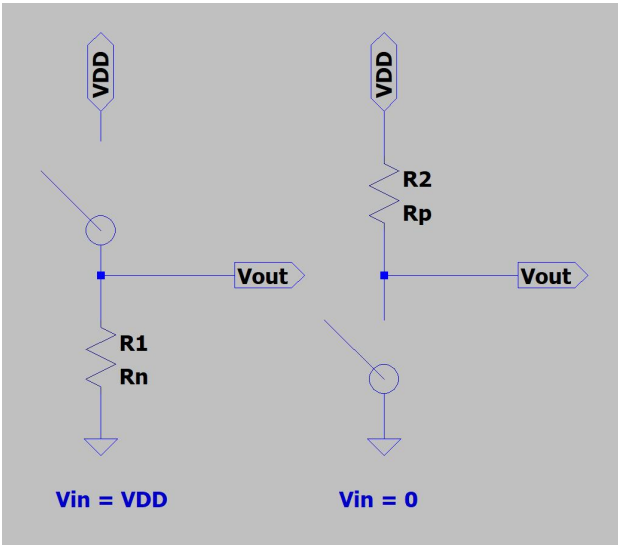 VDD
VDD
R2
Rp
Vout
Vout
R1
Rn
Vin = VDD
Vin = 0